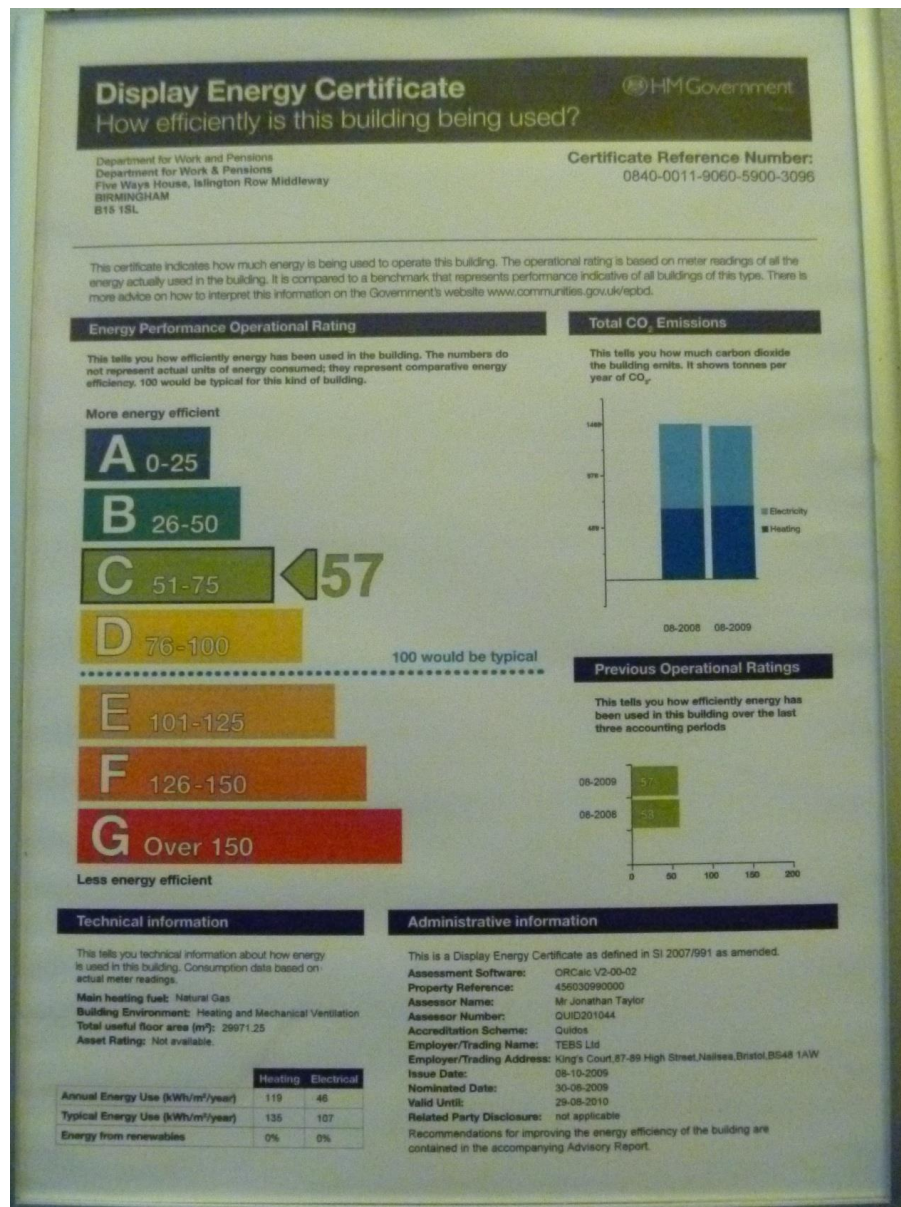 Display Energy Certificate
HM Government
How efficiently is this building being used?
Department for Work and Pensions
Department for Work & Pensions
Five Ways House, Islington Row Middleway
BIRMINGHAM
B15 1SL
Certificate Reference Number:
0840-0011-9060-5900-3096
This certificate indicates how much energy is being used to operate this building. The operational rating is based on meter readings of all the
energy actually used in the building. It is compared to a benchmark that represents performance indicative of all buildings of this type. There is
more advice on how to interpret this information on the Government's website www.communities.gov.uk/epbd.
Energy Performance Operational Rating
This tells you how efficiently energy has been used in the building. The numbers do
not represent actual units of energy consumed; they represent comparative energy
efficiency. 100 would be typical for this kind of building.
More energy efficient
A 0-25
B 26-50
C 51-75
57
D 76-100
100 would be typical
E 101-125
F 126-150
G Over 150
Less energy efficient
Total CO2 Emissions
This tells you how much carbon dioxide
the building emits. It shows tonnes per
year of CO2.
Electricity
Heating
08-2008 08-2009
Previous Operational Ratings
This tells you how efficiently energy has
been used in this building over the last
three accounting periods
08-2009 57
08-2008 58
0 50 100 150 200
Technical information
This tells you technical information about how energy
is used in this building. Consumption data based on
actual meter readings.
Main heating fuel: Natural Gas
Building Environment: Heating and Mechanical Ventilation
Total useful floor area (m²): 29971.25
Asset Rating: Not available.
Heating Electrical
Annual Energy Use (kWh/m²/year) 119 46
Typical Energy Use (kWh/m²/year) 135 107
Energy from renewables 0% 0%
Administrative information
This is a Display Energy Certificate as defined in SI 2007/991 as amended.
Assessment Software: ORCalc V2-00-02
Property Reference: 456030990000
Assessor Name: Mr Jonathan Taylor
Assessor Number: QUID201044
Accreditation Scheme: Quidos
Employer/Trading Name: TEBS Ltd
Employer/Trading Address: King's Court,87-89 High Street,Nailsea,Bristol,BS48 1AW
Issue Date: 08-10-2009
Nominated Date: 30-08-2009
Valid Until: 29-08-2010
Related Party Disclosure: not applicable
Recommendations for improving the energy efficiency of the building are
contained in the accompanying Advisory Report.